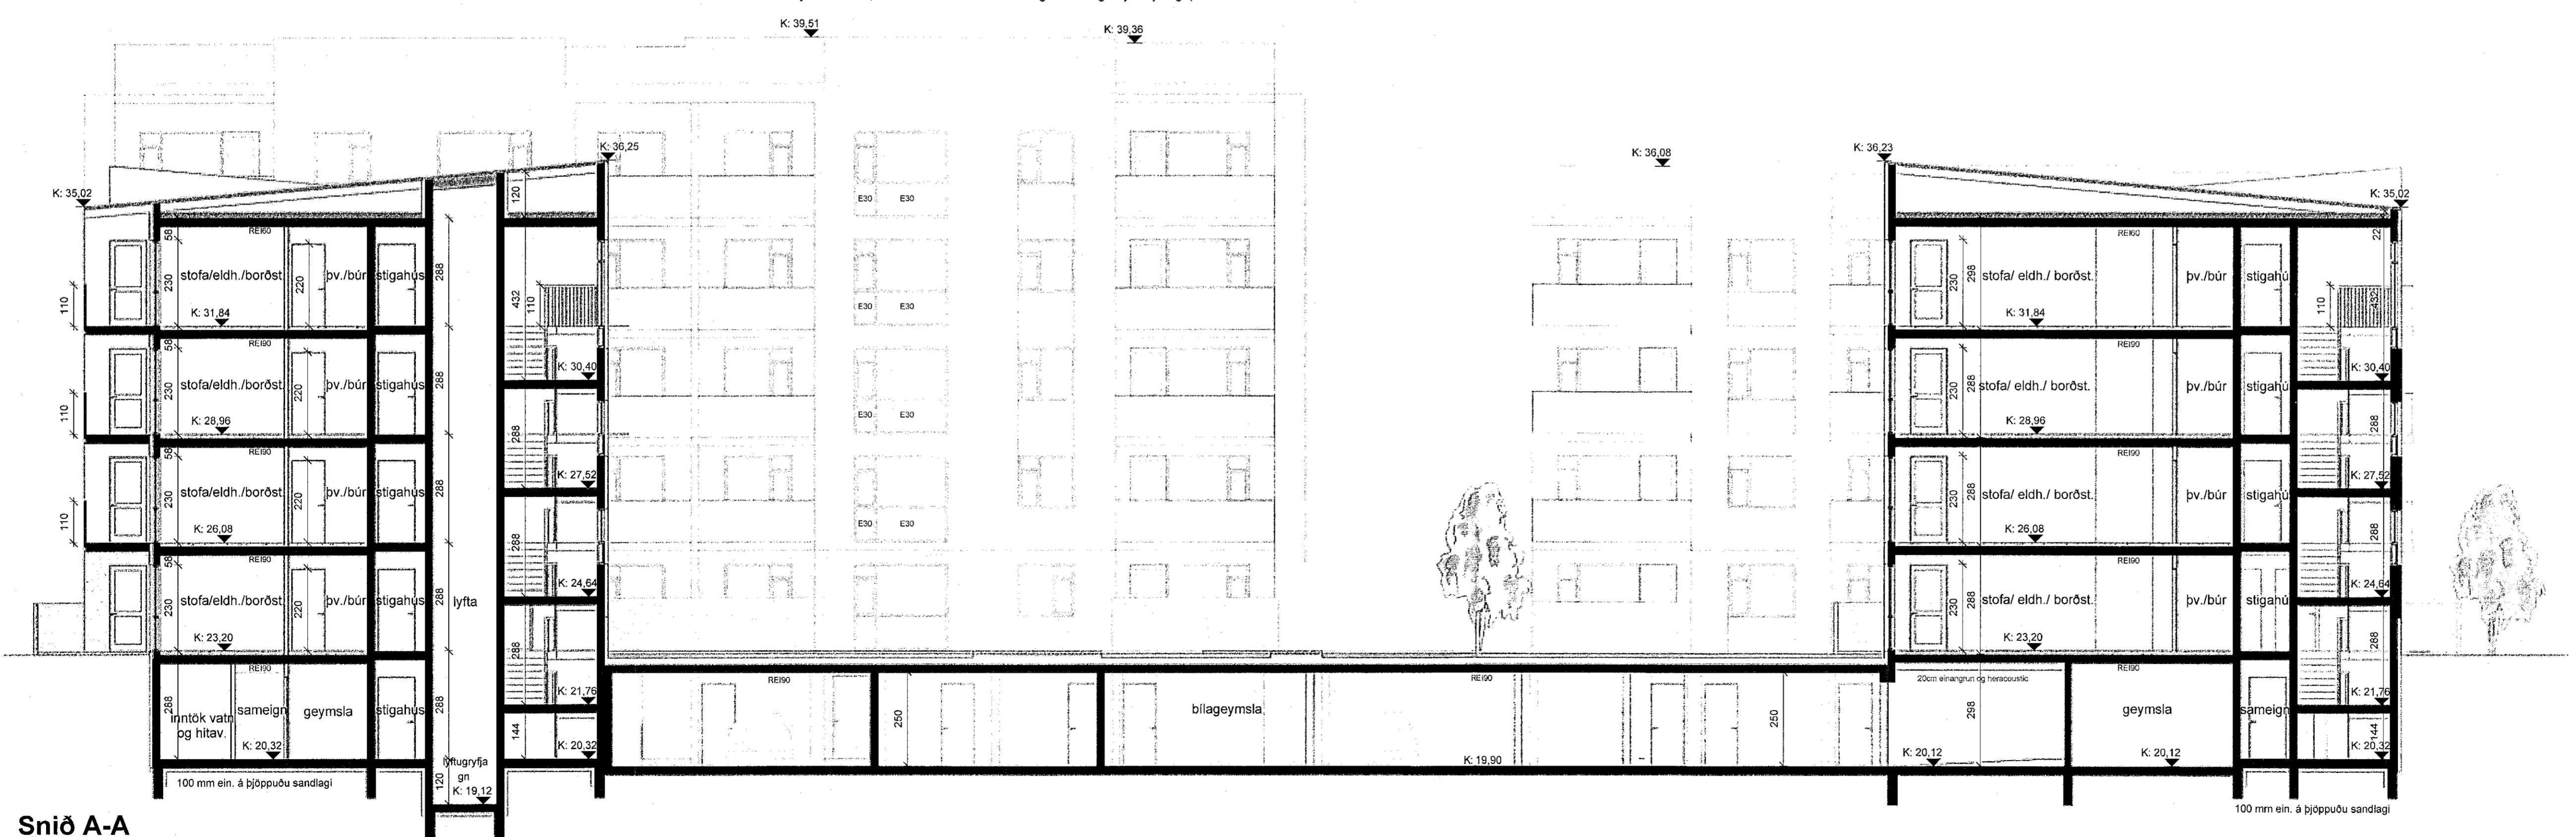 K: 39,51
K: 39,36
K: 36,25
K: 36,08
K: 36,23
K: 35,02
K: 35,02
120
E30 E30
58
REI60
288
230
stofa/eldh./borðst.
220
þv./búr
stigahús
432
110
110
K: 31,84
E30 E30
REI60
22
230
298
stofa/ eldh./ borðst.
þv./búr
stigahú
110
432
K: 31,84
58
REI90
288
230
stofa/eldh./borðst.
220
þv./búr
stigahús
110
K: 28,96
K: 30,40
288
E30 E30
REI90
230
288
stofa/ eldh./ borðst.
þv./búr
stigahú
K: 28,96
K: 30,40
288
58
REI90
288
230
stofa/eldh./borðst.
220
þv./búr
stigahús
110
K: 26,08
K: 27,52
288
E30 E30
REI90
230
288
stofa/ eldh./ borðst.
þv./búr
stigahú
K: 26,08
K: 27,52
288
58
REI90
288
230
stofa/eldh./borðst.
220
þv./búr
stigahús
lyfta
K: 23,20
K: 24,64
288
REI90
230
288
stofa/ eldh./ borðst.
þv./búr
stigahú
K: 23,20
K: 24,64
288
REI90
288
inntök vatn
og hitav.
sameign
geymsla
stigahús
288
K: 20,32
K: 21,76
144
K: 20,32
REI90
250
bílageymsla
REI90
250
K: 19,90
20cm einangrun og heracoustic
298
K: 20,12
REI90
geymsla
K: 20,12
sameign
K: 21,76
144
K: 20,32
lyftugryfja
gn
120
K: 19,12
100 mm ein. á þjöppuðu sandlagi
100 mm ein. á þjöppuðu sandlagi
Snið A-A